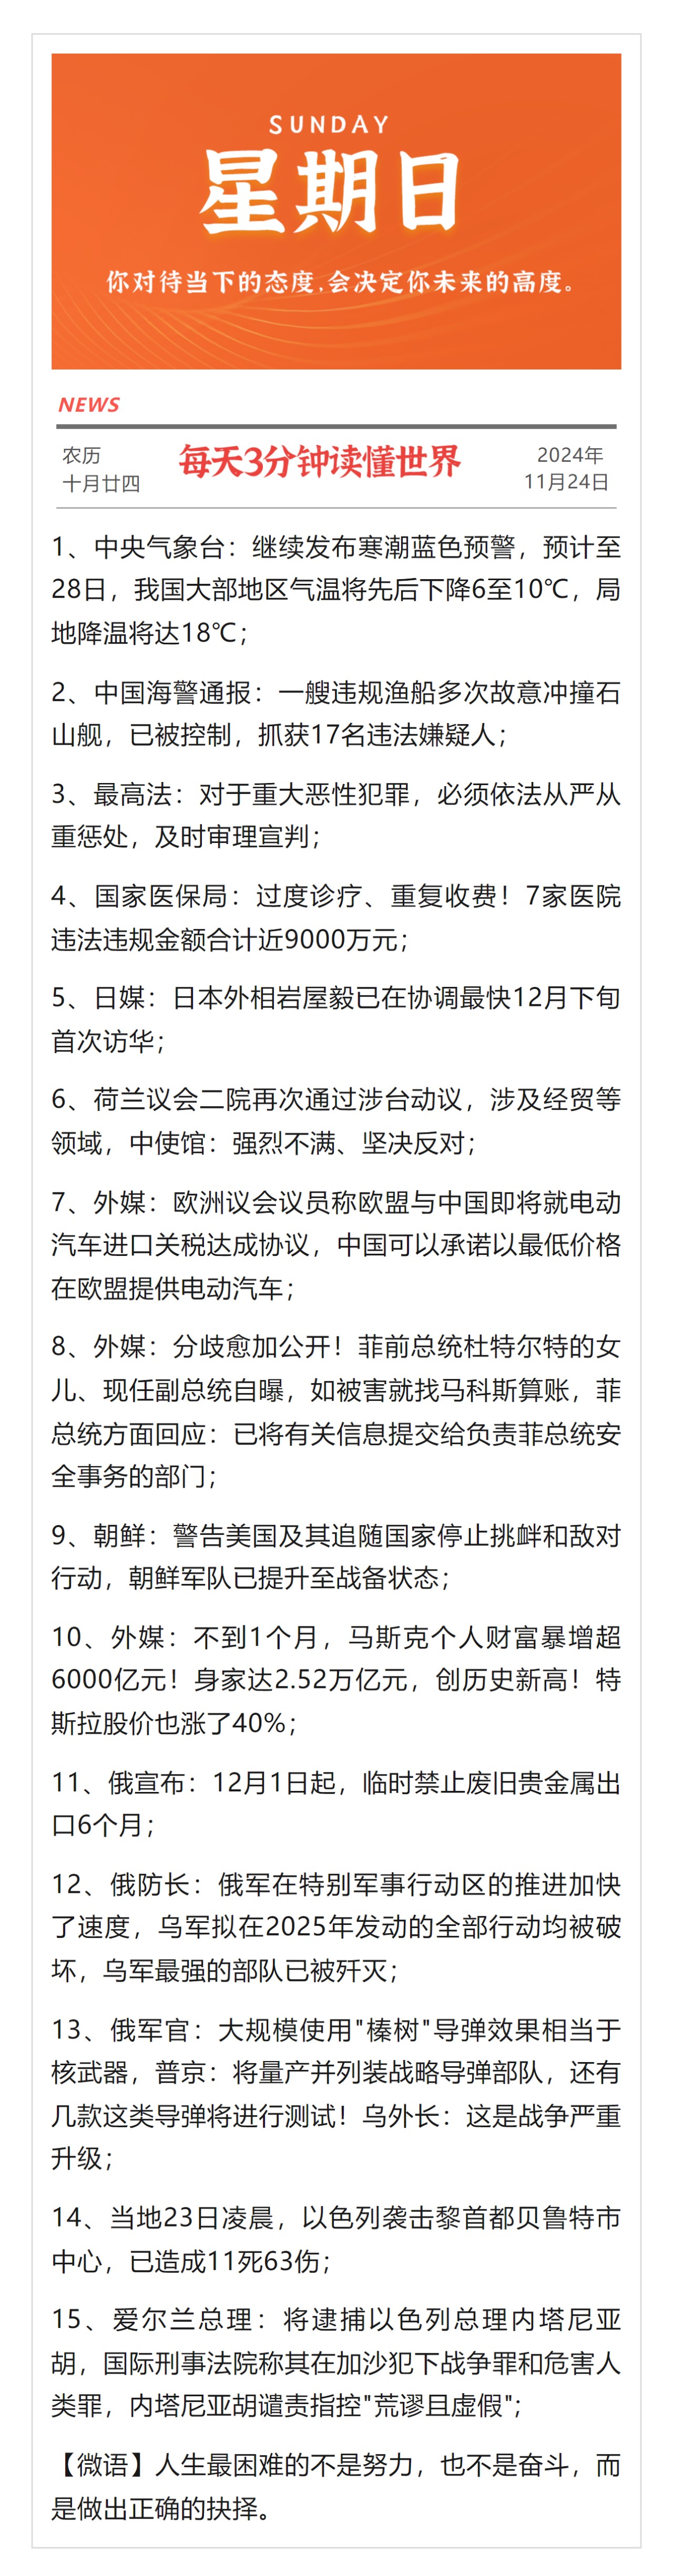 SUNDAY
星期日
你对待当下的态度,会决定你未来的高度。
NEWS
农历
十月廿四
每天3分钟读懂世界
2024年
11月24日
1、中央气象台：继续发布寒潮蓝色预警，预计至
28日，我国大部地区气温将先后下降6至10℃，局
地降温将达18℃；
2、中国海警通报：一艘违规渔船多次故意冲撞石
山舰，已被控制，抓获17名违法嫌疑人；
3、最高法：对于重大恶性犯罪，必须依法从严从
重惩处，及时审理宣判；
4、国家医保局：过度诊疗、重复收费！7家医院
违法违规金额合计近9000万元；
5、日媒：日本外相岩屋毅已在协调最快12月下旬
首次访华；
6、荷兰议会二院再次通过涉台动议，涉及经贸等
领域，中使馆：强烈不满、坚决反对；
7、外媒：欧洲议会议员称欧盟与中国即将就电动
汽车进口关税达成协议，中国可以承诺以最低价格
在欧盟提供电动汽车；
8、外媒：分歧愈加公开！菲前总统杜特尔特的女
儿、现任副总统自曝，如被害就找马科斯算账，菲
总统方面回应：已将有关信息提交给负责菲总统安
全事务的部门；
9、朝鲜：警告美国及其追随国家停止挑衅和敌对
行动，朝鲜军队已提升至战备状态；
10、外媒：不到1个月，马斯克个人财富暴增超
6000亿元！身家达2.52万亿元，创历史新高！特
斯拉股价也涨了40%；
11、俄宣布：12月1日起，临时禁止废旧贵金属出
口6个月；
12、俄防长：俄军在特别军事行动区的推进加快
了速度，乌军拟在2025年发动的全部行动均被破
坏，乌军最强的部队已被歼灭；
13、俄军官：大规模使用"榛树"导弹效果相当于
核武器，普京：将量产并列装战略导弹部队，还有
几款这类导弹将进行测试！乌外长：这是战争严重
升级；
14、当地23日凌晨，以色列袭击黎首都贝鲁特市
中心，已造成11死63伤；
15、爱尔兰总理：将逮捕以色列总理内塔尼亚
胡，国际刑事法院称其在加沙犯下战争罪和危害人
类罪，内塔尼亚胡谴责指控"荒谬且虚假"；
【微语】人生最困难的不是努力，也不是奋斗，而
是做出正确的抉择。